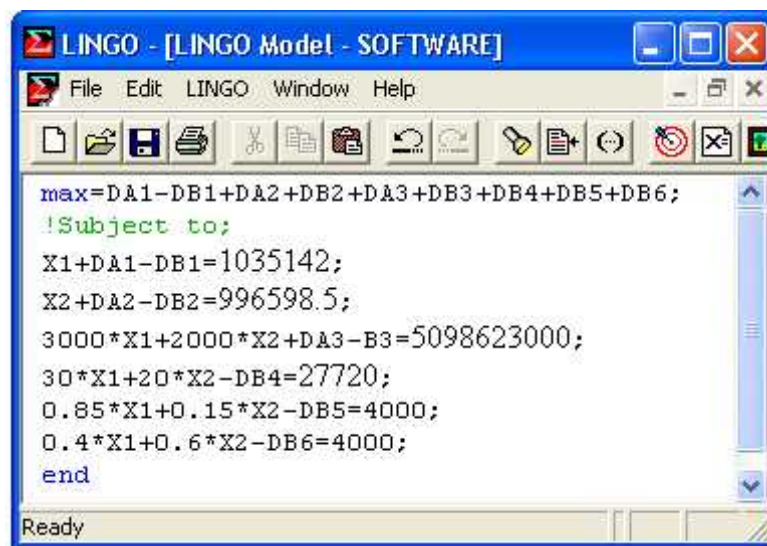 LINGO - [LINGO Model - SOFTWARE]
File Edit LINGO Window Help
max=DA1-DB1+DA2+DB2+DA3+DB3+DB4+DB5+DB6;
!Subject to;
X1+DA1-DB1=1035142;
X2+DA2-DB2=996598.5;
3000*X1+2000*X2+DA3-B3=5098623000;
30*X1+20*X2-DB4=27720;
0.85*X1+0.15*X2-DB5=4000;
0.4*X1+0.6*X2-DB6=4000;
end
Ready